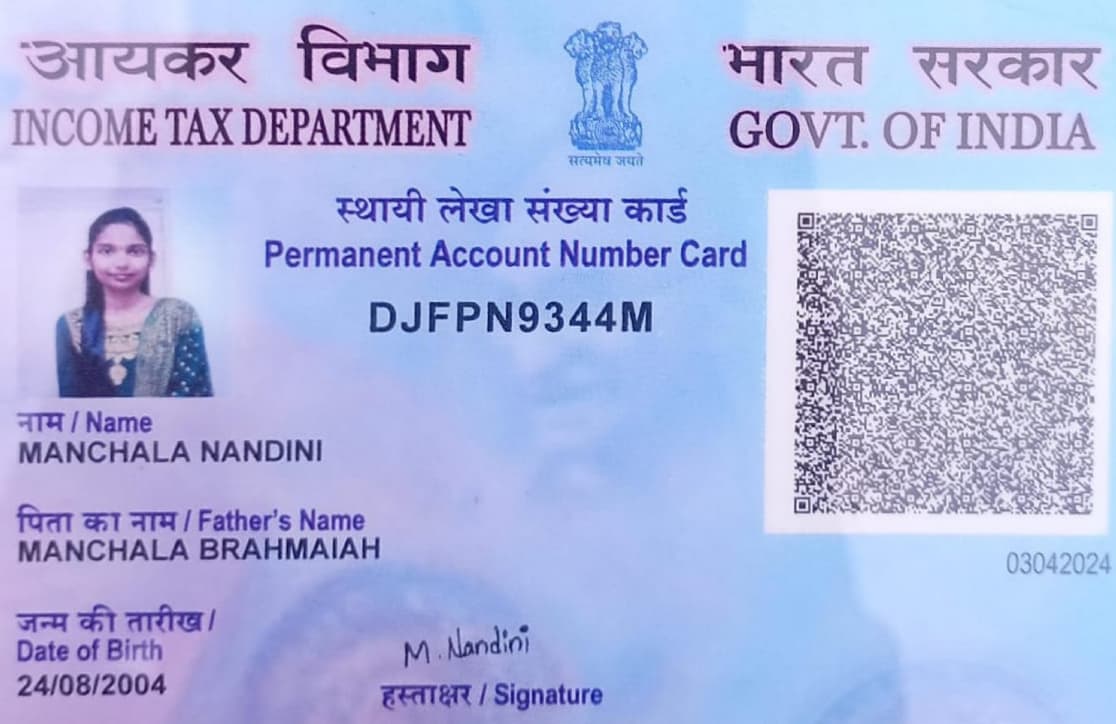 आयकर विभाग
INCOME TAX DEPARTMENT
सत्यमेव जयते
भारत सरकार
GOVT. OF INDIA
स्थायी लेखा संख्या कार्ड
Permanent Account Number Card
DJFPN9344M
नाम / Name
MANCHALA NANDINI
पिता का नाम / Father's Name
MANCHALA BRAHMAIAH
03042024
जन्म की तारीख /
Date of Birth
24/08/2004
M. Nandini
हस्ताक्षर / Signature